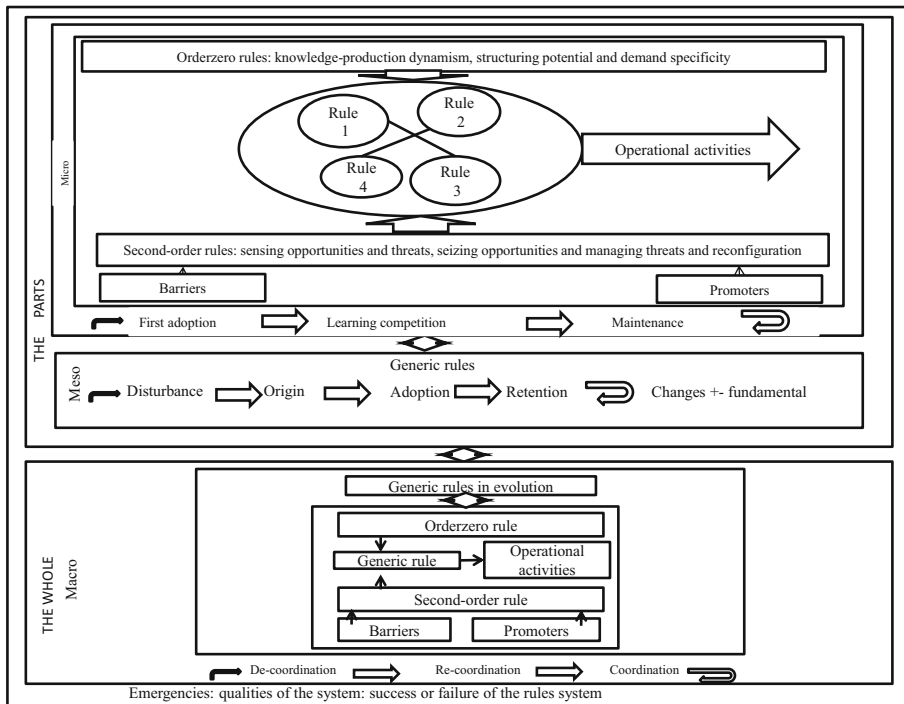 THE PARTS
Micro
Orderzero rules: knowledge-production dynamism, structuring potential and demand specificity
Rule
1
Rule
2
Rule
4
Rule
3
Operational activities
Second-order rules: sensing opportunities and threats, seizing opportunities and managing threats and reconfiguration
Barriers
Promoters
First adoption
Learning competition
Maintenance
Meso
Generic rules
Disturbance
Origin
Adoption
Retention
Changes +- fundamental
THE WHOLE
Macro
Generic rules in evolution
Orderzero rule
Generic rule
Operational
activities
Second-order rule
Barriers
Promoters
De-coordination
Re-coordination
Coordination
Emergencies: qualities of the system: success or failure of the rules system